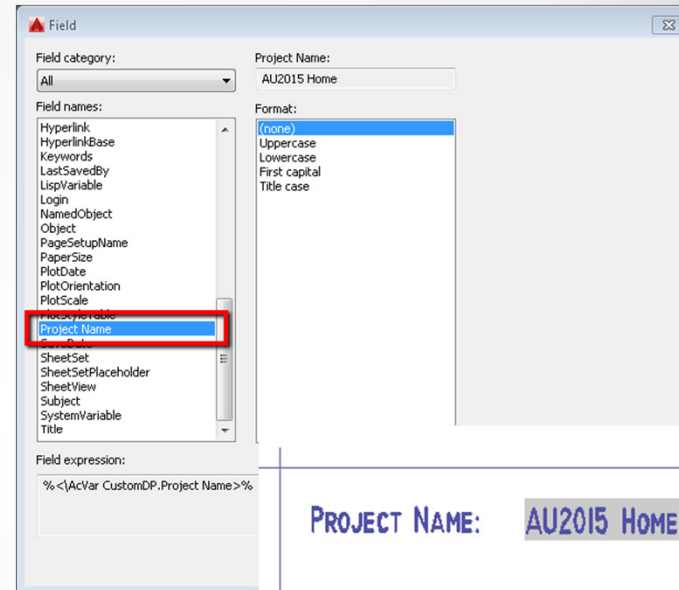 Field
Field category:
All
Field names:
Hyperlink
HyperlinkBase
Keywords
LastSavedBy
LispVariable
Login
NamedObject
Object
PageSetupName
PaperSize
PlotDate
PlotOrientation
PlotScale
PlotStyleTable
Project Name
SaveDate
SheetSet
SheetSetPlaceholder
SheetView
Subject
SystemVariable
Title
Project Name:
AU2015 Home
Format:
(none)
Uppercase
Lowercase
First capital
Title case
Field expression:
%<\AcVar CustomDP.Project Name>%
PROJECT NAME: AU2015 HOME